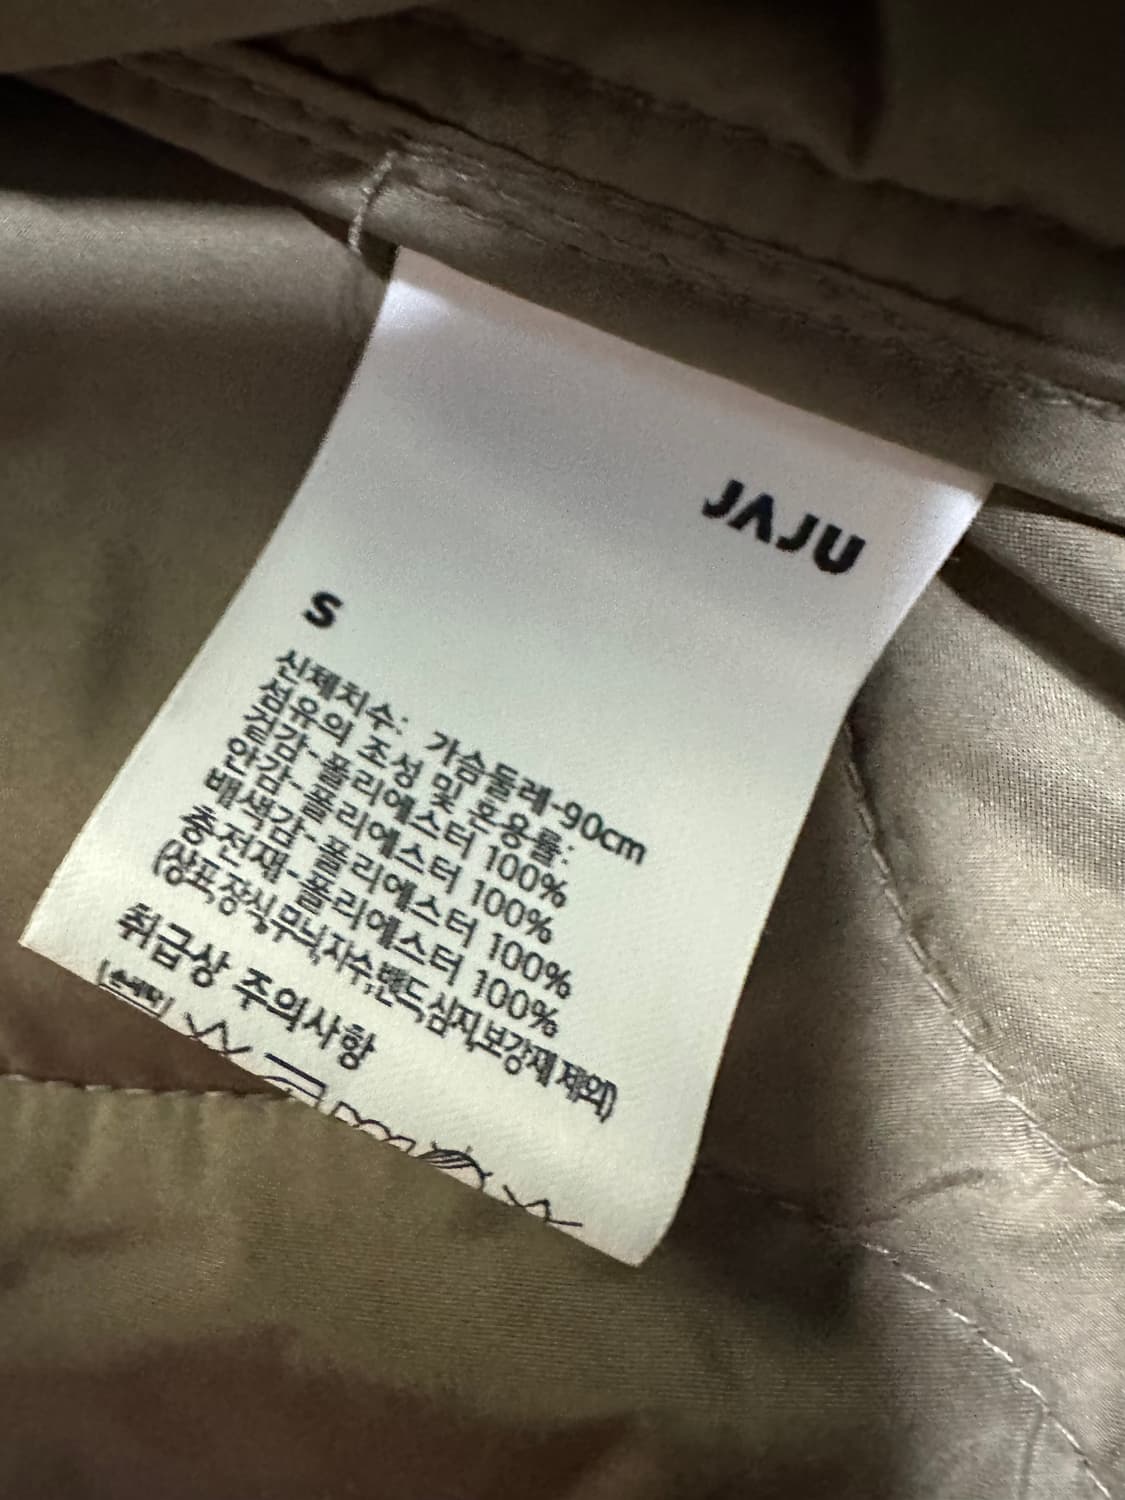 JAJU
S
신체치수: 가슴둘레-90cm
섬유의 조성 및 혼용률:
겉감-폴리에스터 100%
안감-폴리에스터 100%
배색감-폴리에스터 100%
충전재-폴리에스터 100%
(상표,장식,무늬,자수,밴드,심지,보강재 제외)
취급상 주의사항